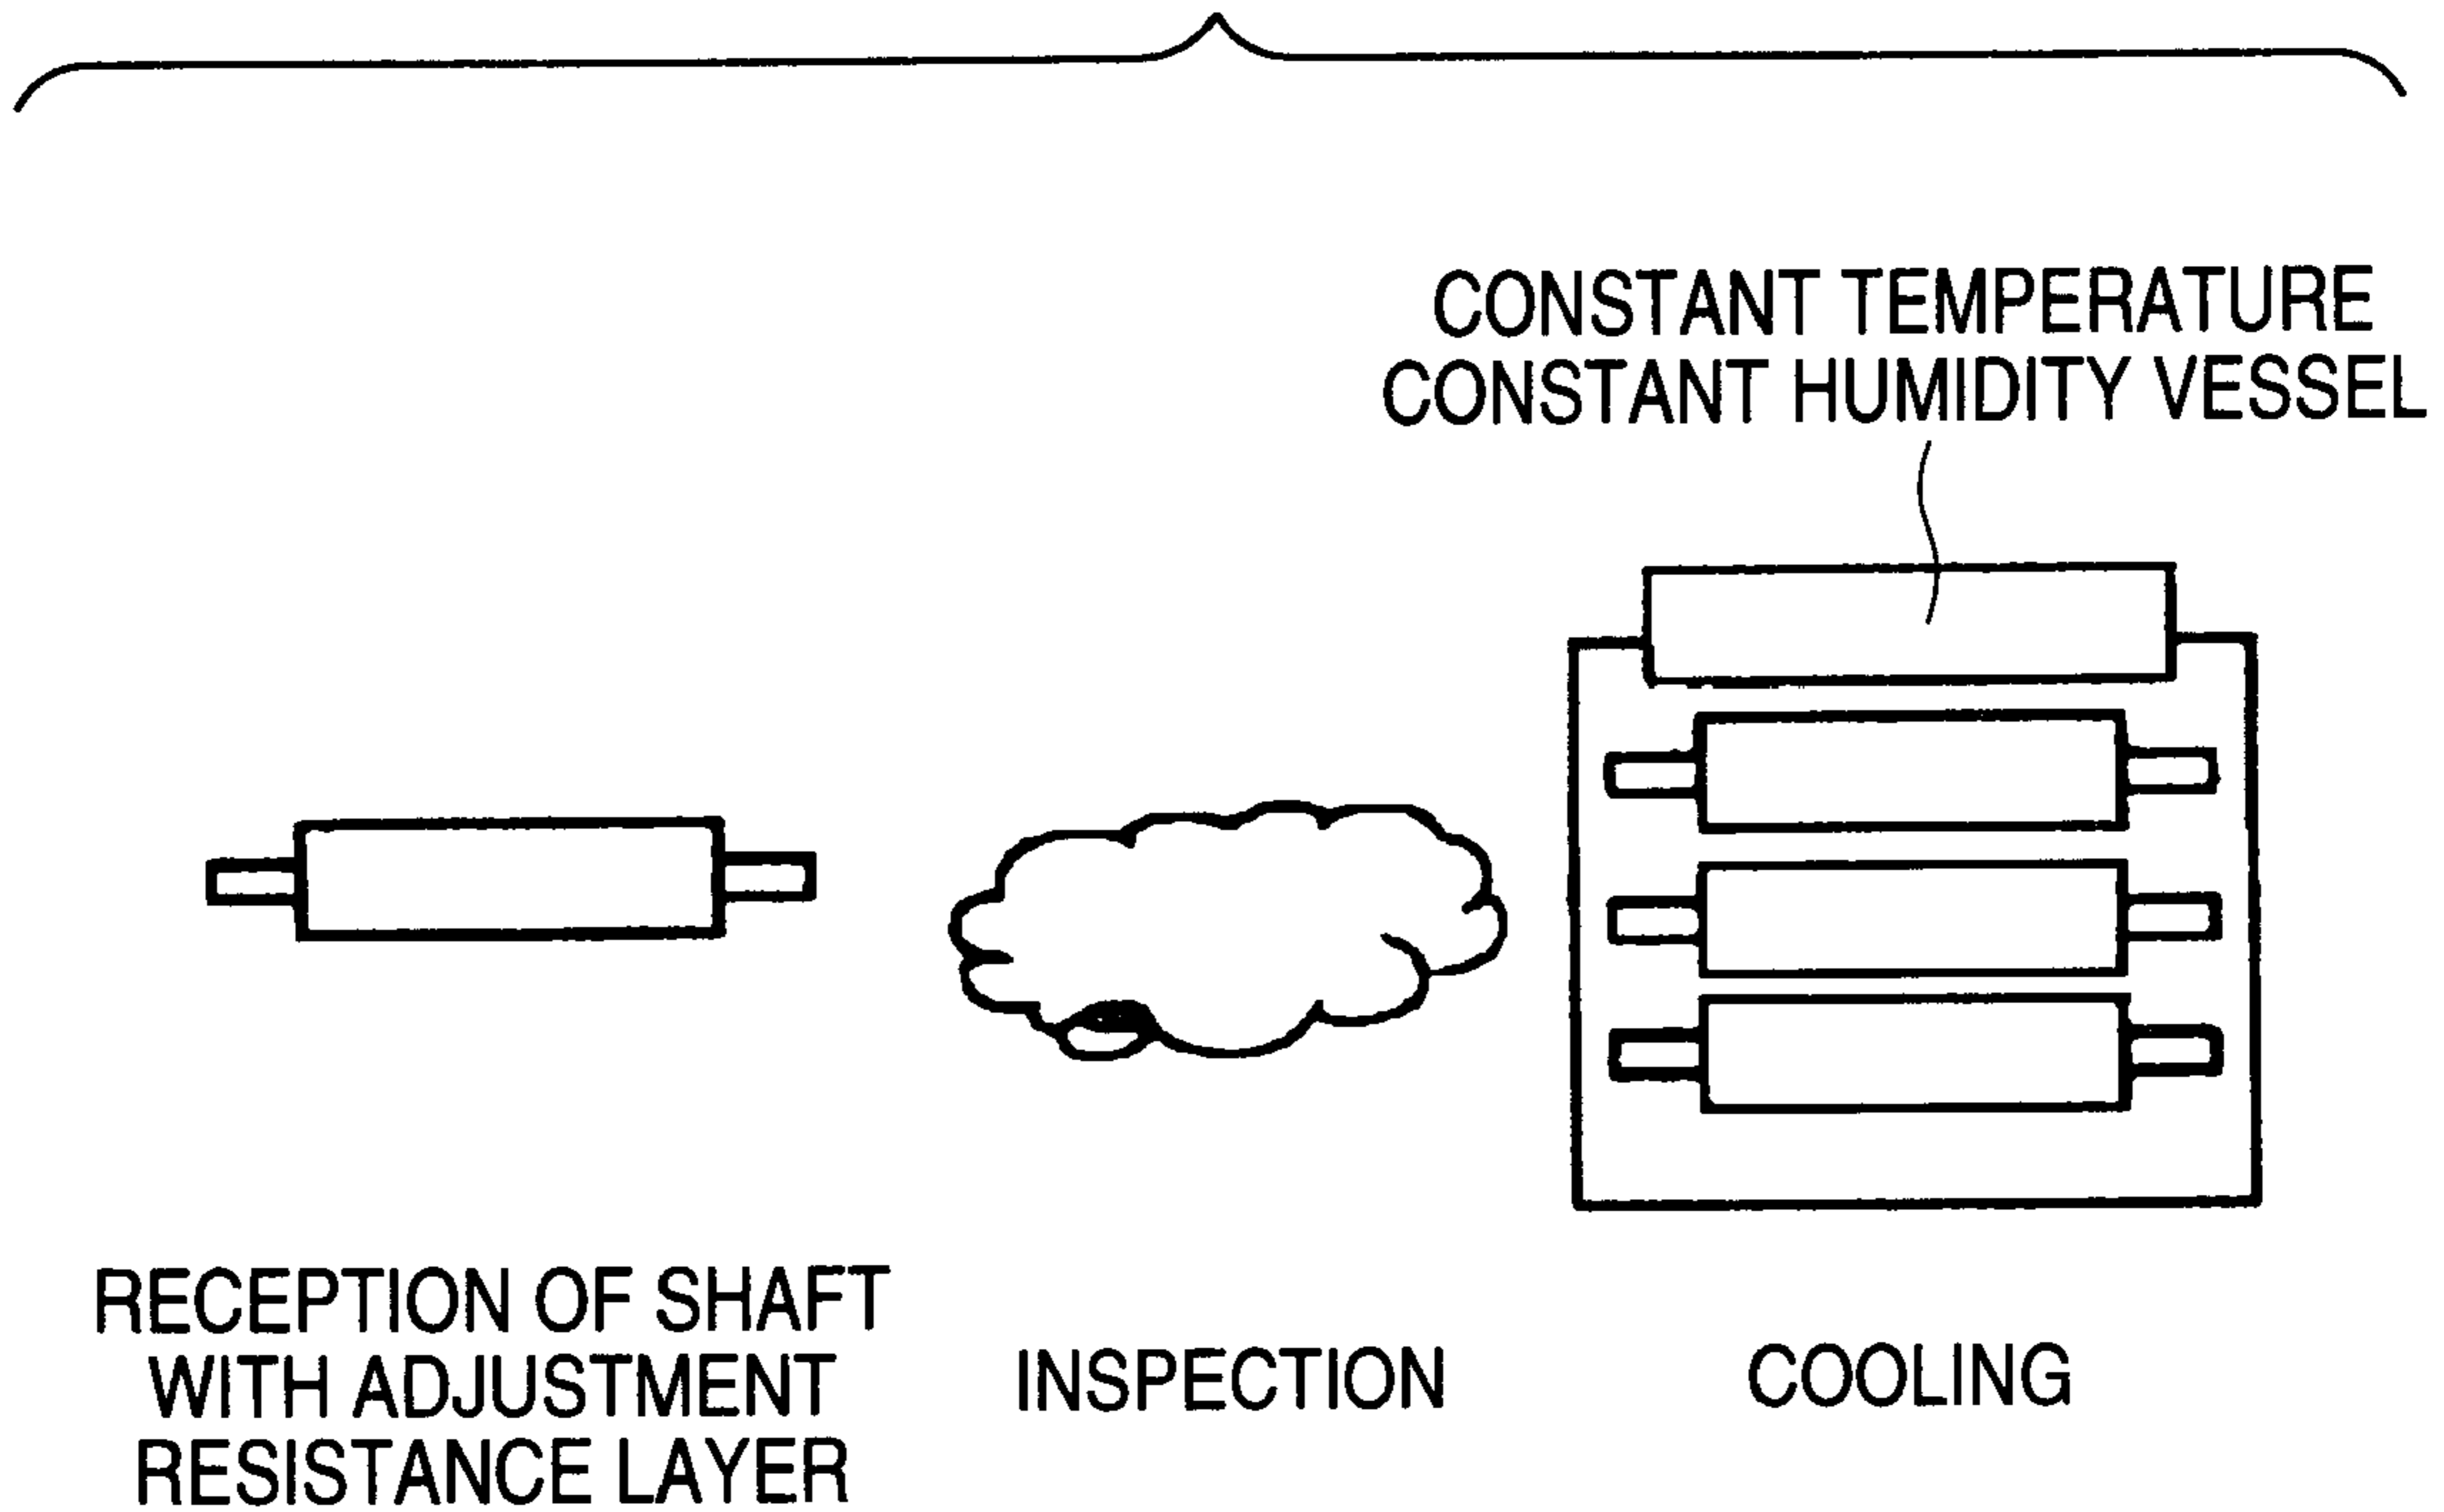 CONSTANT TEMPERATURE
CONSTANT HUMIDITY VESSEL
RECEPTION OF SHAFT
WITH ADJUSTMENT
RESISTANCE LAYER
INSPECTION
COOLING